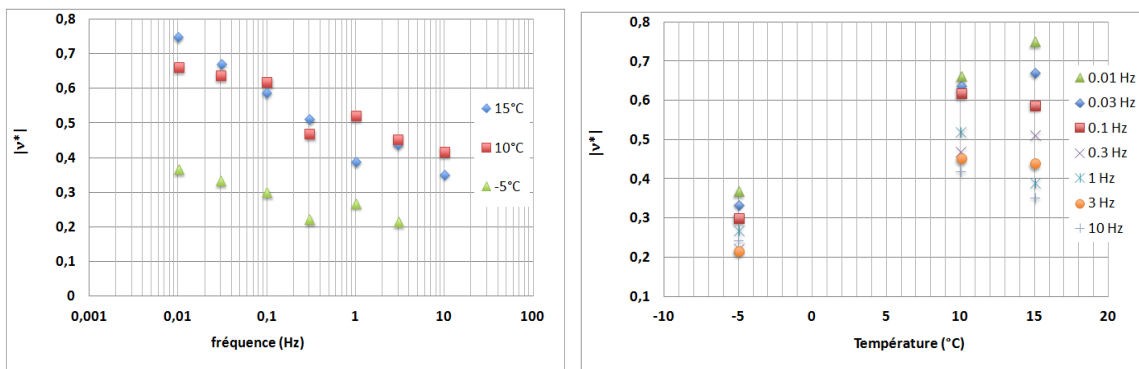 |ν*|
0,8
0,7
0,6
0,5
0,4
0,3
0,2
0,1
0
0,001 0,01 0,1 1 10 100
fréquence (Hz)
15°C
10°C
-5°C
|ν*|
0,8
0,7
0,6
0,5
0,4
0,3
0,2
0,1
-10 -5 0 5 10 15 20
Température (°C)
0.01 Hz
0.03 Hz
0.1 Hz
0.3 Hz
1 Hz
3 Hz
10 Hz